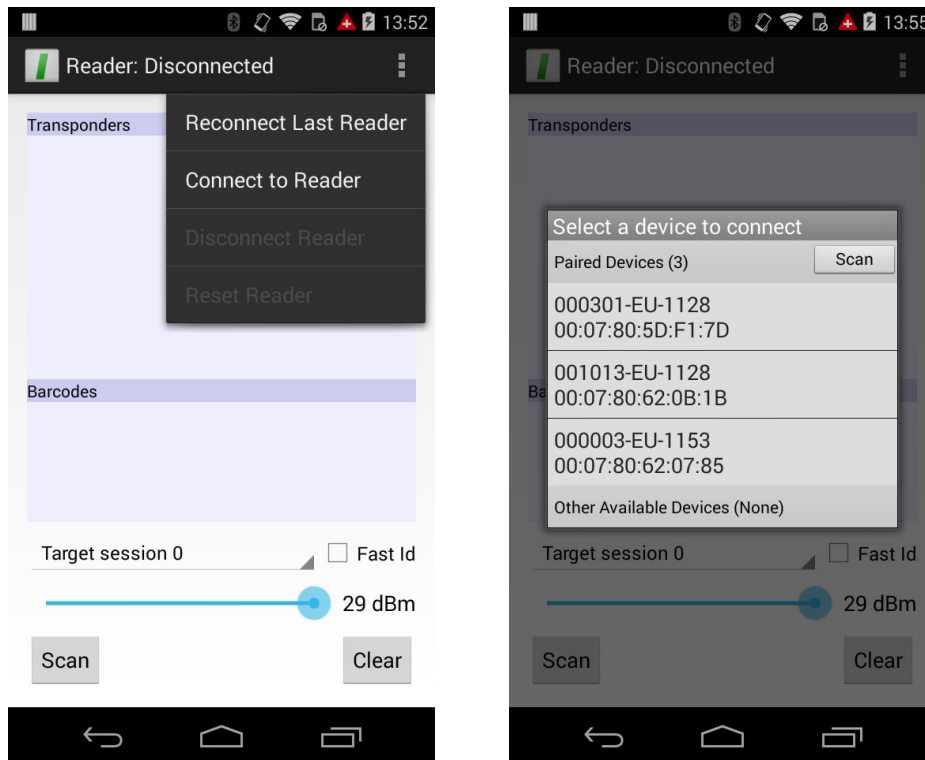 13:52
Reader: Disconnected
Transponders
Reconnect Last Reader
Connect to Reader
Disconnect Reader
Reset Reader
Barcodes
Target session 0
Fast Id
29 dBm
Scan
Clear
13:55
Reader: Disconnected
Transponders
Select a device to connect
Paired Devices (3)
Scan
000301-EU-1128
00:07:80:5D:F1:7D
001013-EU-1128
00:07:80:62:0B:1B
Ba
000003-EU-1153
00:07:80:62:07:85
Other Available Devices (None)
Target session 0
Fast Id
29 dBm
Scan
Clear